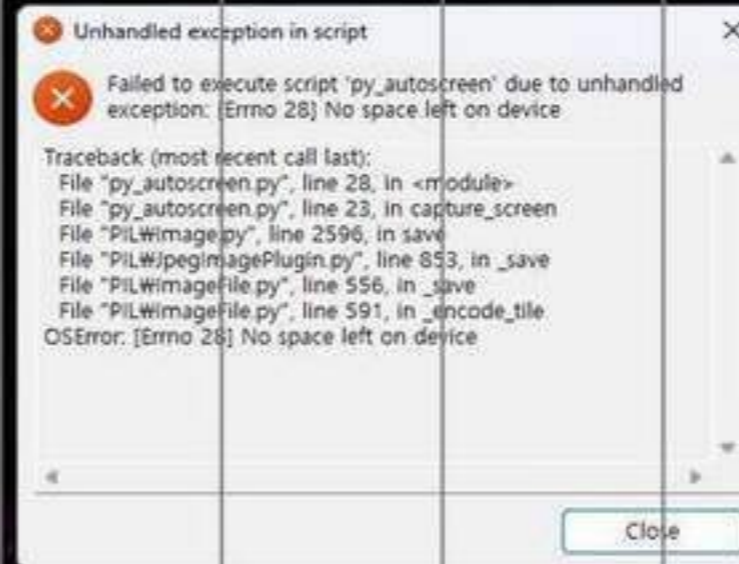 Unhandled exception in script
Failed to execute script 'py_autoscreen' due to unhandled
exception: [Errno 28] No space left on device
Traceback (most recent call last):
File "py_autoscreen.py", line 28, in <module>
File "py_autoscreen.py", line 23, in capture_screen
File "PIL₩Image.py", line 2596, in save
File "PIL₩JpegImagePlugin.py", line 853, in _save
File "PIL₩ImageFile.py", line 556, in _save
File "PIL₩ImageFile.py", line 591, in _encode_tile
OSError: [Errno 28] No space left on device
Close